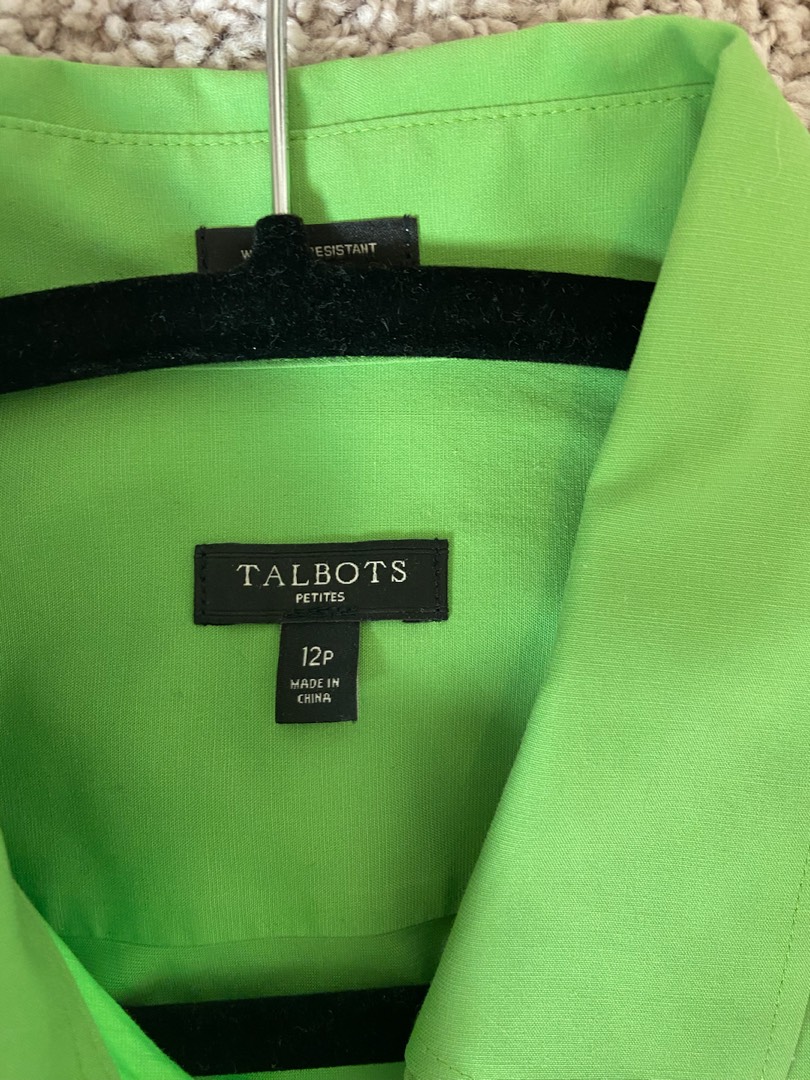 RESISTANT
TALBOTS
PETITES
12P
MADE IN
CHINA